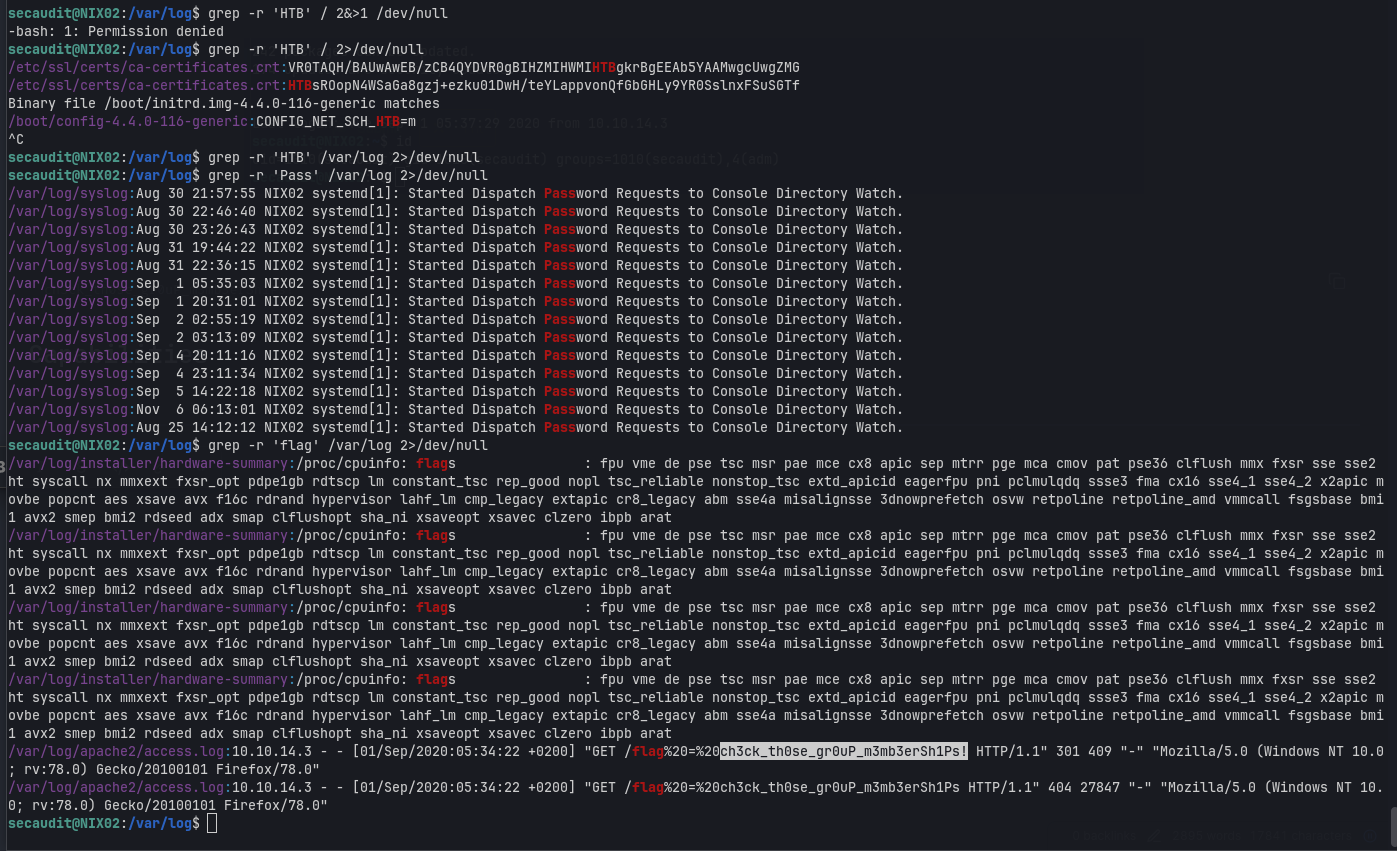 secaudit@NIX02:/var/log$ grep -r 'HTB' / 2&>1 /dev/null
-bash: 1: Permission denied
secaudit@NIX02:/var/log$ grep -r 'HTB' / 2>/dev/null
/etc/ssl/certs/ca-certificates.crt:VR0TAQH/BAUwAwEB/zCB4QYDVR0gBIHZMIHWMIHTBgkrBgEEAb5YAAMwgcUwgZMG
/etc/ssl/certs/ca-certificates.crt:HTBsROopN4WSaGa8gzj+ezku01DwH/teYLappvonQfGbGHLy9YR0SslnxFSuSGTf
Binary file /boot/initrd.img-4.4.0-116-generic matches
/boot/config-4.4.0-116-generic:CONFIG_NET_SCH_HTB=m
^C
secaudit@NIX02:/var/log$ grep -r 'HTB' /var/log 2>/dev/null
secaudit@NIX02:/var/log$ grep -r 'Pass' /var/log 2>/dev/null
/var/log/syslog:Aug 30 21:57:55 NIX02 systemd[1]: Started Dispatch Password Requests to Console Directory Watch.
/var/log/syslog:Aug 30 22:46:40 NIX02 systemd[1]: Started Dispatch Password Requests to Console Directory Watch.
/var/log/syslog:Aug 30 23:26:43 NIX02 systemd[1]: Started Dispatch Password Requests to Console Directory Watch.
/var/log/syslog:Aug 31 19:44:22 NIX02 systemd[1]: Started Dispatch Password Requests to Console Directory Watch.
/var/log/syslog:Aug 31 22:36:15 NIX02 systemd[1]: Started Dispatch Password Requests to Console Directory Watch.
/var/log/syslog:Sep  1 05:35:03 NIX02 systemd[1]: Started Dispatch Password Requests to Console Directory Watch.
/var/log/syslog:Sep  1 20:31:01 NIX02 systemd[1]: Started Dispatch Password Requests to Console Directory Watch.
/var/log/syslog:Sep  2 02:55:19 NIX02 systemd[1]: Started Dispatch Password Requests to Console Directory Watch.
/var/log/syslog:Sep  2 03:13:09 NIX02 systemd[1]: Started Dispatch Password Requests to Console Directory Watch.
/var/log/syslog:Sep  4 20:11:16 NIX02 systemd[1]: Started Dispatch Password Requests to Console Directory Watch.
/var/log/syslog:Sep  4 23:11:34 NIX02 systemd[1]: Started Dispatch Password Requests to Console Directory Watch.
/var/log/syslog:Sep  5 14:22:18 NIX02 systemd[1]: Started Dispatch Password Requests to Console Directory Watch.
/var/log/syslog:Nov  6 06:13:01 NIX02 systemd[1]: Started Dispatch Password Requests to Console Directory Watch.
/var/log/syslog:Aug 25 14:12:12 NIX02 systemd[1]: Started Dispatch Password Requests to Console Directory Watch.
secaudit@NIX02:/var/log$ grep -r 'flag' /var/log 2>/dev/null
/var/log/installer/hardware-summary:/proc/cpuinfo: flags                : fpu vme de pse tsc msr pae mce cx8 apic sep mtrr pge mca cmov pat pse36 clflush mmx fxsr sse sse2
ht syscall nx mmxext fxsr_opt pdpe1gb rdtscp lm constant_tsc rep_good nopl tsc_reliable nonstop_tsc extd_apicid eagerfpu pni pclmulqdq ssse3 fma cx16 sse4_1 sse4_2 x2apic m
ovbe popcnt aes xsave avx f16c rdrand hypervisor lahf_lm cmp_legacy extapic cr8_legacy abm sse4a misalignsse 3dnowprefetch osvw retpoline retpoline_amd vmmcall fsgsbase bmi
1 avx2 smep bmi2 rdseed adx smap clflushopt sha_ni xsaveopt xsavec clzero ibpb arat
/var/log/installer/hardware-summary:/proc/cpuinfo: flags                : fpu vme de pse tsc msr pae mce cx8 apic sep mtrr pge mca cmov pat pse36 clflush mmx fxsr sse sse2
ht syscall nx mmxext fxsr_opt pdpe1gb rdtscp lm constant_tsc rep_good nopl tsc_reliable nonstop_tsc extd_apicid eagerfpu pni pclmulqdq ssse3 fma cx16 sse4_1 sse4_2 x2apic m
ovbe popcnt aes xsave avx f16c rdrand hypervisor lahf_lm cmp_legacy extapic cr8_legacy abm sse4a misalignsse 3dnowprefetch osvw retpoline retpoline_amd vmmcall fsgsbase bmi
1 avx2 smep bmi2 rdseed adx smap clflushopt sha_ni xsaveopt xsavec clzero ibpb arat
/var/log/installer/hardware-summary:/proc/cpuinfo: flags                : fpu vme de pse tsc msr pae mce cx8 apic sep mtrr pge mca cmov pat pse36 clflush mmx fxsr sse sse2
ht syscall nx mmxext fxsr_opt pdpe1gb rdtscp lm constant_tsc rep_good nopl tsc_reliable nonstop_tsc extd_apicid eagerfpu pni pclmulqdq ssse3 fma cx16 sse4_1 sse4_2 x2apic m
ovbe popcnt aes xsave avx f16c rdrand hypervisor lahf_lm cmp_legacy extapic cr8_legacy abm sse4a misalignsse 3dnowprefetch osvw retpoline retpoline_amd vmmcall fsgsbase bmi
1 avx2 smep bmi2 rdseed adx smap clflushopt sha_ni xsaveopt xsavec clzero ibpb arat
/var/log/installer/hardware-summary:/proc/cpuinfo: flags                : fpu vme de pse tsc msr pae mce cx8 apic sep mtrr pge mca cmov pat pse36 clflush mmx fxsr sse sse2
ht syscall nx mmxext fxsr_opt pdpe1gb rdtscp lm constant_tsc rep_good nopl tsc_reliable nonstop_tsc extd_apicid eagerfpu pni pclmulqdq ssse3 fma cx16 sse4_1 sse4_2 x2apic m
ovbe popcnt aes xsave avx f16c rdrand hypervisor lahf_lm cmp_legacy extapic cr8_legacy abm sse4a misalignsse 3dnowprefetch osvw retpoline retpoline_amd vmmcall fsgsbase bmi
1 avx2 smep bmi2 rdseed adx smap clflushopt sha_ni xsaveopt xsavec clzero ibpb arat
/var/log/apache2/access.log:10.10.14.3 - - [01/Sep/2020:05:34:22 +0200] "GET /flag%20=%20ch3ck_th0se_gr0uP_m3mb3erSh1Ps! HTTP/1.1" 301 409 "-" "Mozilla/5.0 (Windows NT 10.0
; rv:78.0) Gecko/20100101 Firefox/78.0"
/var/log/apache2/access.log:10.10.14.3 - - [01/Sep/2020:05:34:22 +0200] "GET /flag%20=%20ch3ck_th0se_gr0uP_m3mb3erSh1Ps HTTP/1.1" 404 27847 "-" "Mozilla/5.0 (Windows NT 10.
0; rv:78.0) Gecko/20100101 Firefox/78.0"
secaudit@NIX02:/var/log$